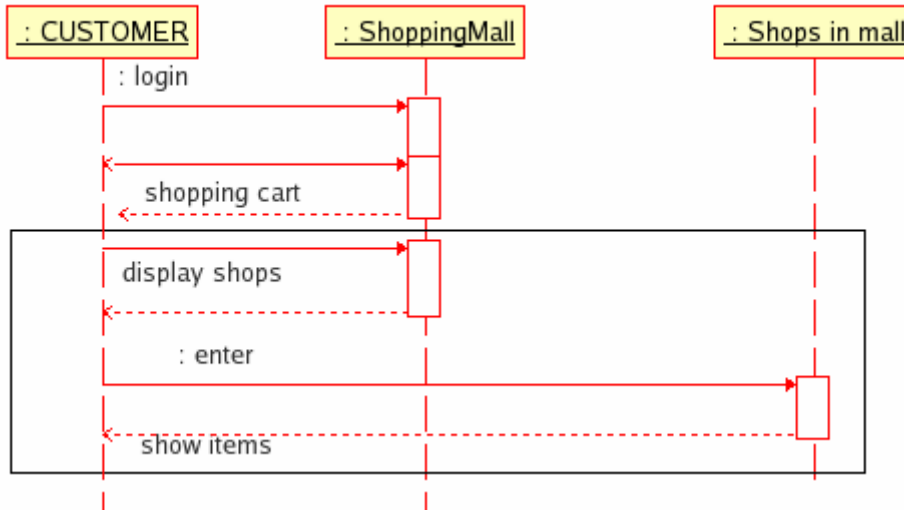 : CUSTOMER
: ShoppingMall
: Shops in mall
: login
shopping cart
display shops
: enter
show items